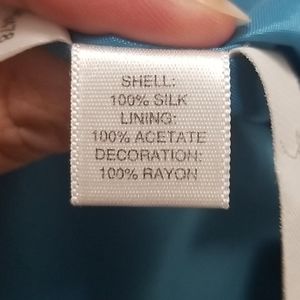 SHELL:
100% SILK
LINING:
100% ACETATE
DECORATION:
100% RAYON